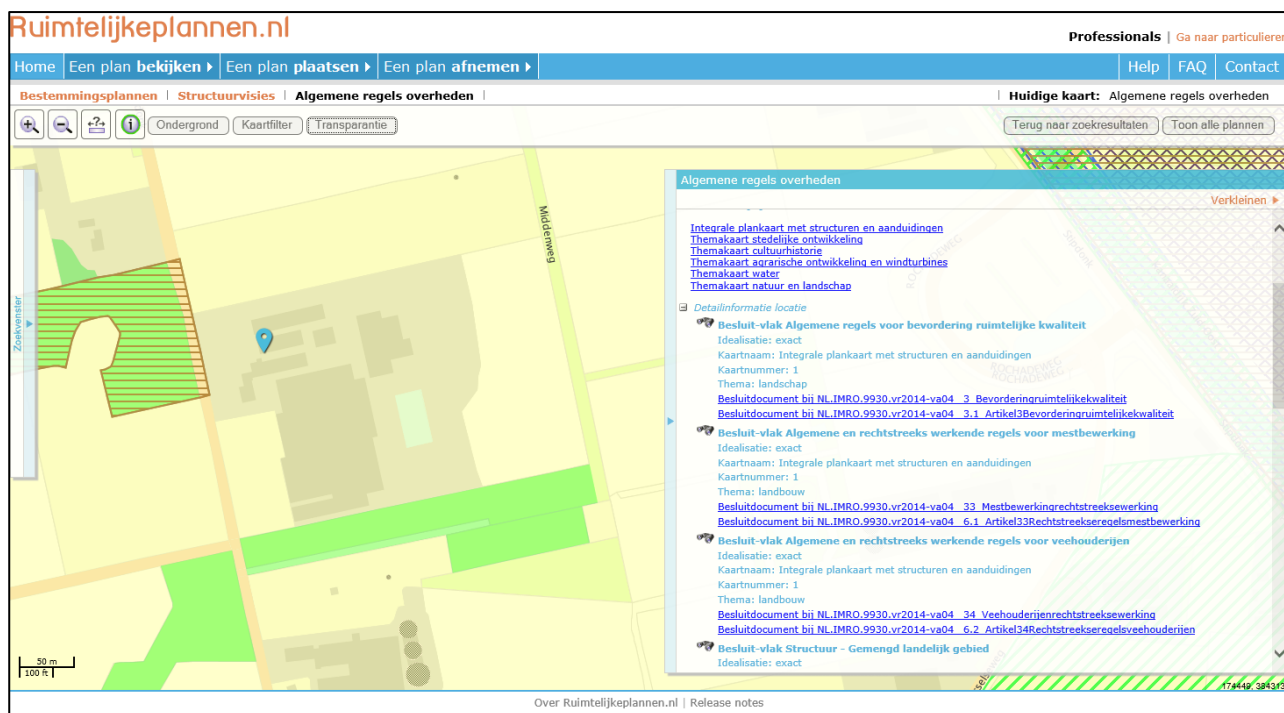 Ruimtelijkeplannen.nl
Professionals | Ga naar particulieren
Home Een plan bekijken Een plan plaatsen Een plan afnemen Help FAQ Contact
Bestemmingsplannen | Structuurvisies | Algemene regels overheden | | Huidige kaart: Algemene regels overheden
Ondergrond Kaartfilter Transparantie Terug naar zoekresultaten Toon alle plannen
Zoekvenster
Middenweg
Algemene regels overheden
Verkleinen
Integrale plankaart met structuren en aanduidingen
Themakaart stedelijke ontwikkeling
Themakaart cultuurhistorie
Themakaart agrarische ontwikkeling en windturbines
Themakaart water
Themakaart natuur en landschap
Detailinformatie locatie
Besluit-vlak Algemene regels voor bevordering ruimtelijke kwaliteit
Idealisatie: exact
Kaartnaam: Integrale plankaart met structuren en aanduidingen
Kaartnummer: 1
Thema: landschap
Besluitdocument bij NL.IMRO.9930.vr2014-va04_3_Bevorderingruimtelijkekwaliteit
Besluitdocument bij NL.IMRO.9930.vr2014-va04_3.1_Artikel3Bevorderingruimtelijkekwaliteit
Besluit-vlak Algemene en rechtstreeks werkende regels voor mestbewerking
Idealisatie: exact
Kaartnaam: Integrale plankaart met structuren en aanduidingen
Kaartnummer: 1
Thema: landbouw
Besluitdocument bij NL.IMRO.9930.vr2014-va04_33_Mestbewerkingrechtstreeksewerking
Besluitdocument bij NL.IMRO.9930.vr2014-va04_6.1_Artikel33Rechtstreekseregelsmestbewerking
Besluit-vlak Algemene en rechtstreeks werkende regels voor veehouderijen
Idealisatie: exact
Kaartnaam: Integrale plankaart met structuren en aanduidingen
Kaartnummer: 1
Thema: landbouw
Besluitdocument bij NL.IMRO.9930.vr2014-va04_34_Veehouderijenrechtstreeksewerking
Besluitdocument bij NL.IMRO.9930.vr2014-va04_6.2_Artikel34Rechtstreekseregelsveehouderijen
Besluit-vlak Structuur - Gemengd landelijk gebied
Idealisatie: exact
ROCHADEWEG
ROCHADEWEG
50 m
100 ft
174449, 384313
Over Ruimtelijkeplannen.nl | Release notes